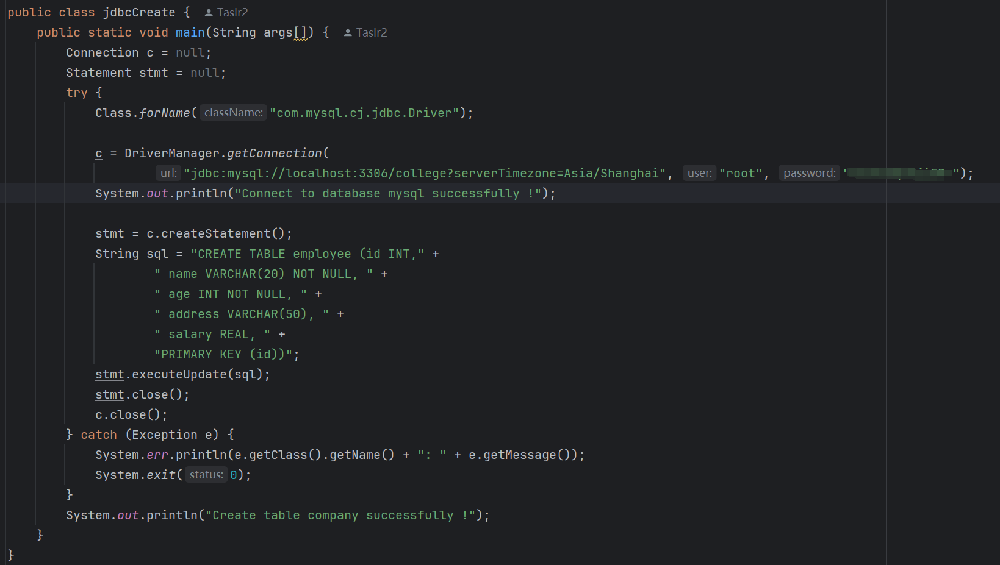 public class jdbcCreate {  Taslr2
public static void main(String args[]) {  Taslr2
Connection c = null;
Statement stmt = null;
try {
Class.forName( className: "com.mysql.cj.jdbc.Driver");
c = DriverManager.getConnection(
url: "jdbc:mysql://localhost:3306/college?serverTimezone=Asia/Shanghai", user: "root", password: "");
System.out.println("Connect to database mysql successfully !");
stmt = c.createStatement();
String sql = "CREATE TABLE employee (id INT," +
" name VARCHAR(20) NOT NULL, " +
" age INT NOT NULL, " +
" address VARCHAR(50), " +
" salary REAL, " +
"PRIMARY KEY (id))";
stmt.executeUpdate(sql);
stmt.close();
c.close();
} catch (Exception e) {
System.err.println(e.getClass().getName() + ": " + e.getMessage());
System.exit( status: 0);
}
System.out.println("Create table company successfully !");
}
}